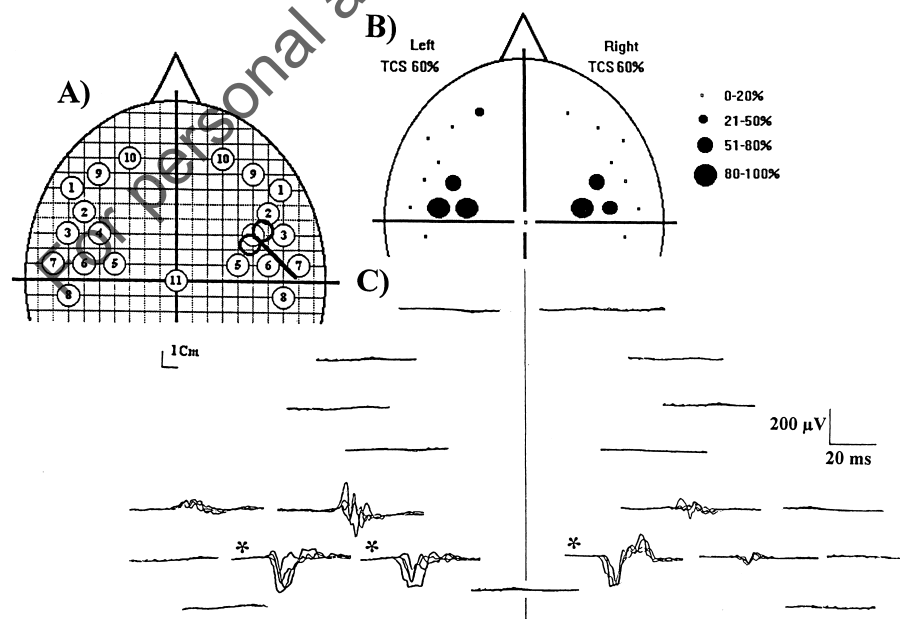 For personal a
A)
10 10
9 9
1 1
2 2
3 4 3
7 6 5 5 6 7
11
8 8
1Cm
B)
Left Right
TCS 60% TCS 60%
0-20%
21-50%
51-80%
80-100%
C)
200 µV
20 ms
* * *